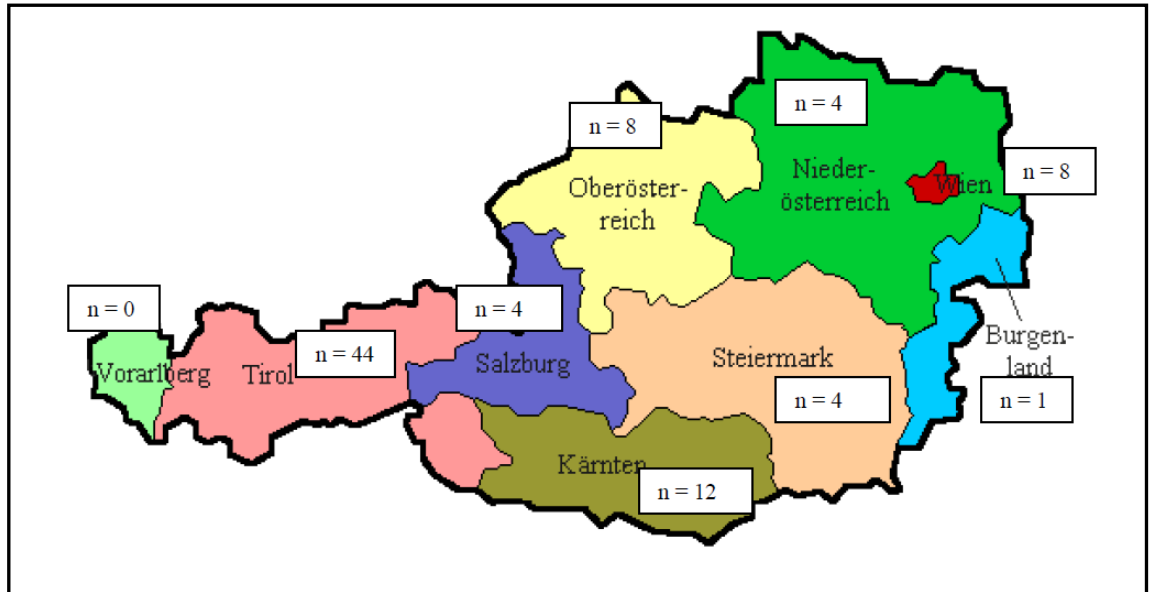 n = 4
n = 8
Nieder-
österreich
Wien
n = 8
Oberöster-
reich
n = 0
n = 4
Burgen-
land
n = 44
Vorarlberg
Tirol
Salzburg
Steiermark
n = 4
n = 1
Kärnten
n = 12